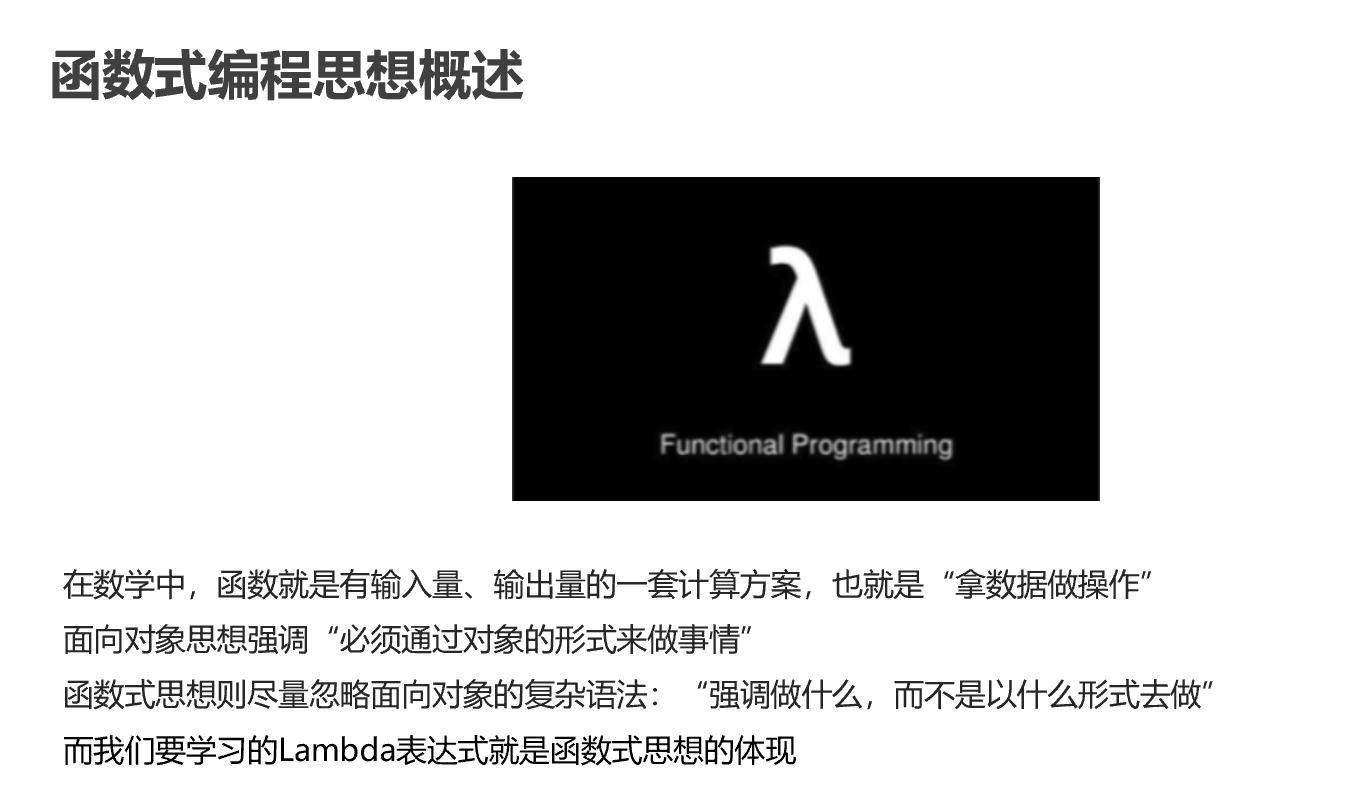 函数式编程思想概述
λ
Functional Programming
在数学中，函数就是有输入量、输出量的一套计算方案，也就是“拿数据做操作”
面向对象思想强调“必须通过对象的形式来做事情”
函数式思想则尽量忽略面向对象的复杂语法：“强调做什么，而不是以什么形式去做”
而我们要学习的Lambda表达式就是函数式思想的体现